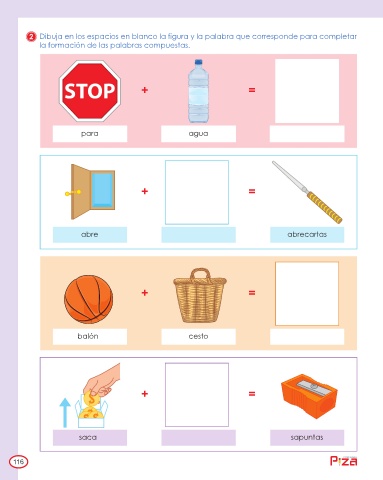 2 Dibuja en los espacios en blanco la figura y la palabra que corresponde para completar
la formación de las palabras compuestas.
STOP + =
para agua
+ =
abre abrecartas
+ =
balón cesto
+ =
saca sapuntas
116 Piza